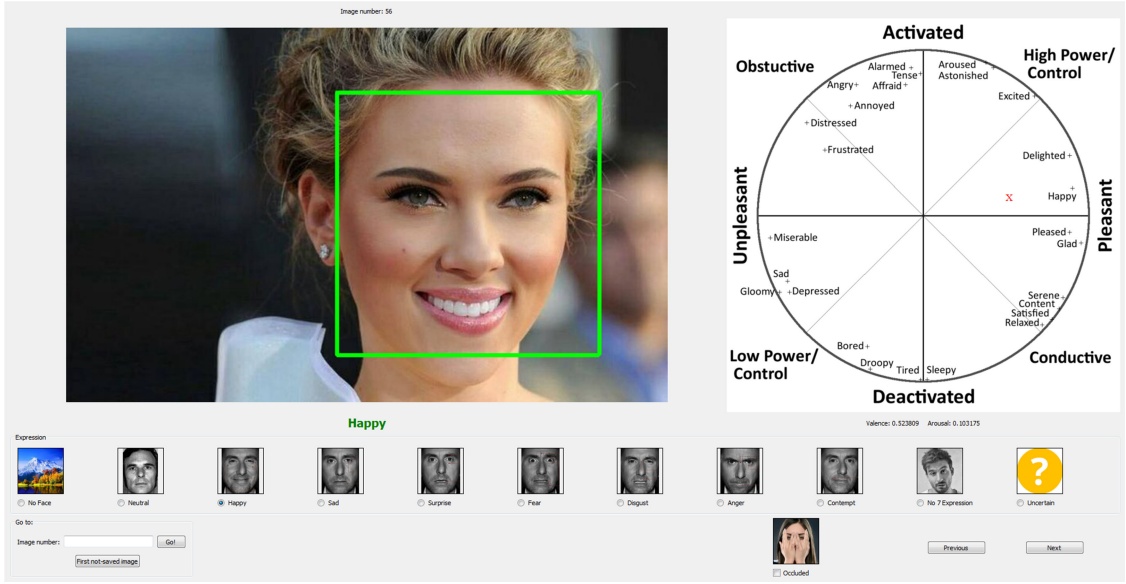 Image number: 56
Activated
High Power/
Control
Obstuctive
Alarmed
Tense
Angry
Affraid
Annoyed
Distressed
Frustrated
Aroused
Astonished
Excited
Delighted
x
Happy
Unpleasant
Pleasant
Miserable
Sad
Gloomy
Depressed
Pleased
Glad
Serene
Content
Satisfied
Relaxed
Low Power/
Control
Bored
Droopy
Tired
Sleepy
Conductive
Deactivated
Happy
Valence: 0.523809 Arousal: 0.103175
Expression
No Face
Neutral
Happy
Sad
Surprise
Fear
Disgust
Anger
Contempt
No 7 Expression
?
Uncertain
Go to:
Image number:
Go!
First not-saved image
Occluded
Previous
Next